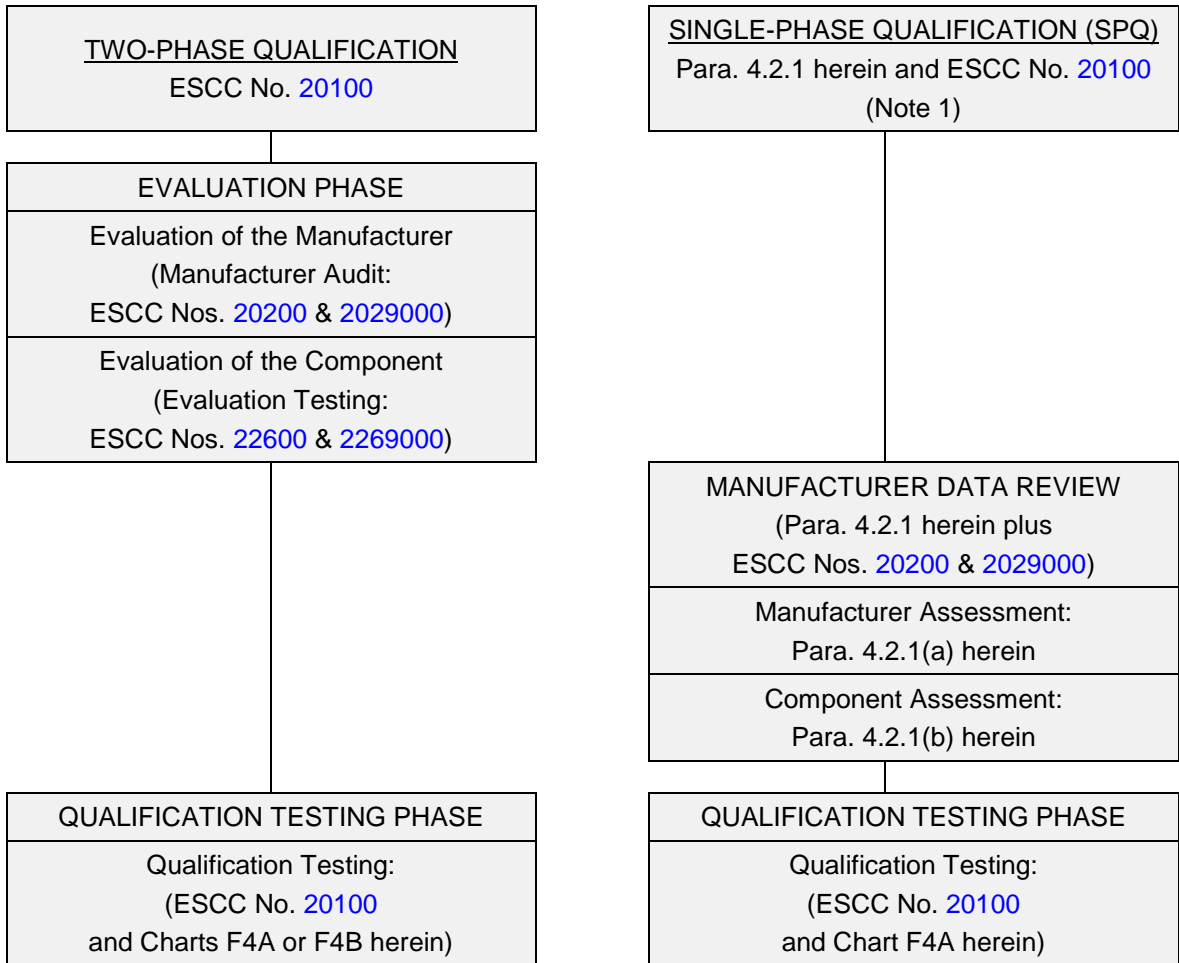 TWO-PHASE QUALIFICATION
ESCC No. 20100
EVALUATION PHASE
Evaluation of the Manufacturer
(Manufacturer Audit:
ESCC Nos. 20200 & 2029000)
Evaluation of the Component
(Evaluation Testing:
ESCC Nos. 22600 & 2269000)
QUALIFICATION TESTING PHASE
Qualification Testing:
(ESCC No. 20100
and Charts F4A or F4B herein)
SINGLE-PHASE QUALIFICATION (SPQ)
Para. 4.2.1 herein and ESCC No. 20100
(Note 1)
MANUFACTURER DATA REVIEW
(Para. 4.2.1 herein plus
ESCC Nos. 20200 & 2029000)
Manufacturer Assessment:
Para. 4.2.1(a) herein
Component Assessment:
Para. 4.2.1(b) herein
QUALIFICATION TESTING PHASE
Qualification Testing:
(ESCC No. 20100
and Chart F4A herein)